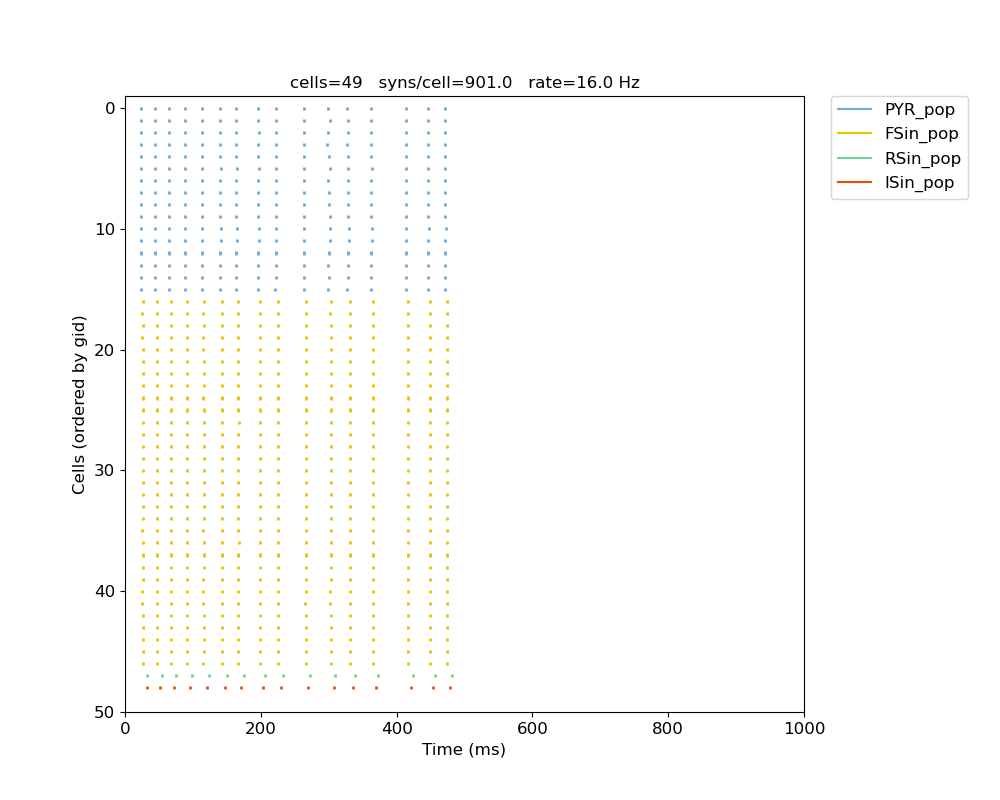 cells=49   syns/cell=901.0   rate=16.0 Hz
PYR_pop
FSin_pop
RSin_pop
ISin_pop
0
10
20
30
40
50
Cells (ordered by gid)
0
200
400
600
800
1000
Time (ms)